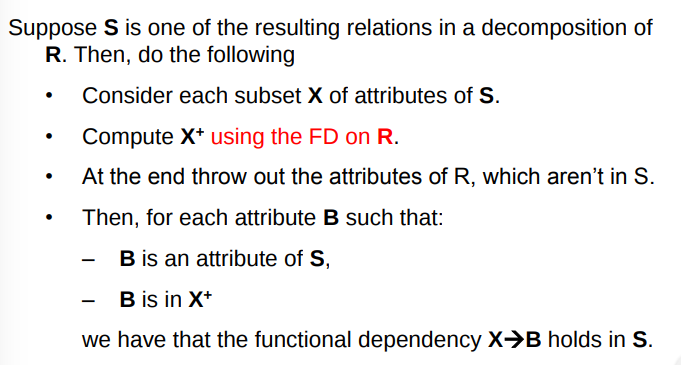 Suppose S is one of the resulting relations in a decomposition of
R. Then, do the following
• Consider each subset X of attributes of S.
• Compute X⁺ using the FD on R.
• At the end throw out the attributes of R, which aren’t in S.
• Then, for each attribute B such that:
– B is an attribute of S,
– B is in X⁺
we have that the functional dependency X→B holds in S.